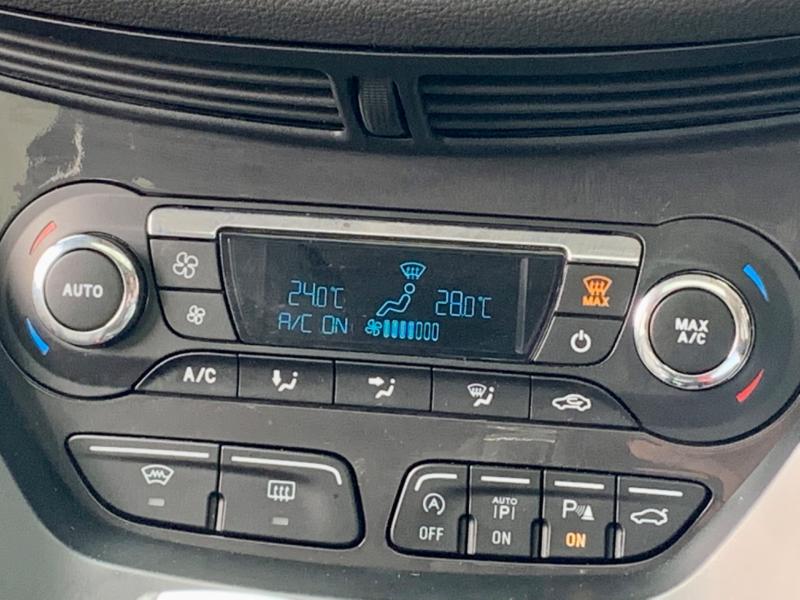 AUTO
24.0°C
28.0°C
A/C ON
MAX
MAX
A/C
A/C
A
OFF
AUTO
P
ON
P
ON